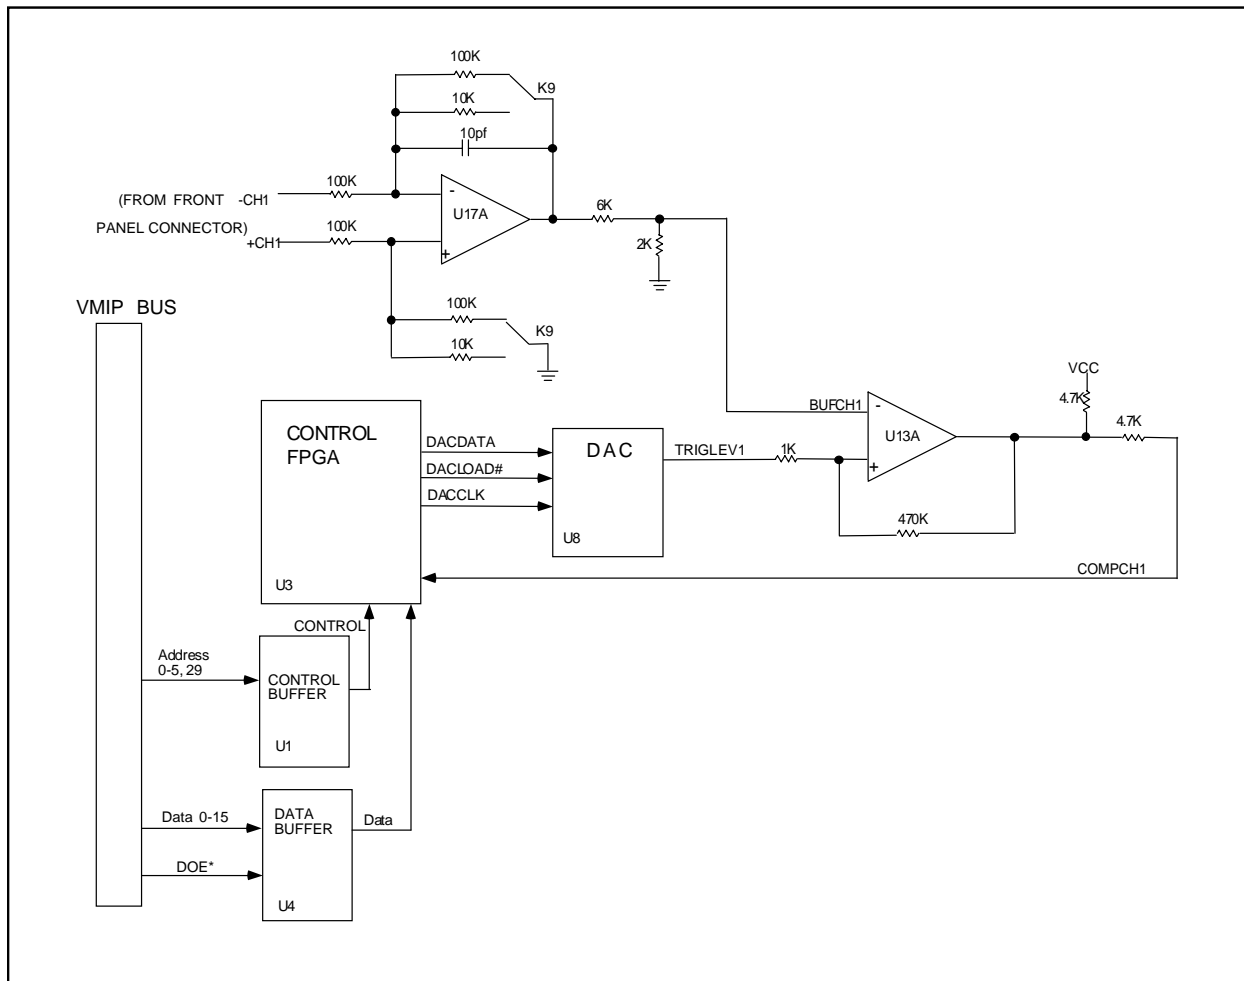 100K
K9
10K
10pf
(FROM FRONT -CH1
PANEL CONNECTOR)
+CH1
100K
100K
-
+
U17A
6K
2K
100K
K9
10K
VMIP BUS
CONTROL
FPGA
U3
DACDATA
DACLOAD#
DACCLK
DAC
U8
TRIGLEV1
1K
BUFCH1
-
+
U13A
VCC
4.7K
4.7K
470K
COMPCH1
CONTROL
Address
0-5, 29
CONTROL
BUFFER
U1
Data 0-15
DOE*
DATA
BUFFER
U4
Data